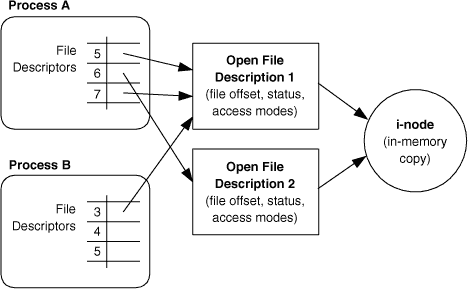 Process A
File
Descriptors
5
6
7
Open File
Description 1
(file offset, status,
access modes)
i-node
(in-memory
copy)
Process B
File
Descriptors
3
4
5
Open File
Description 2
(file offset, status,
access modes)